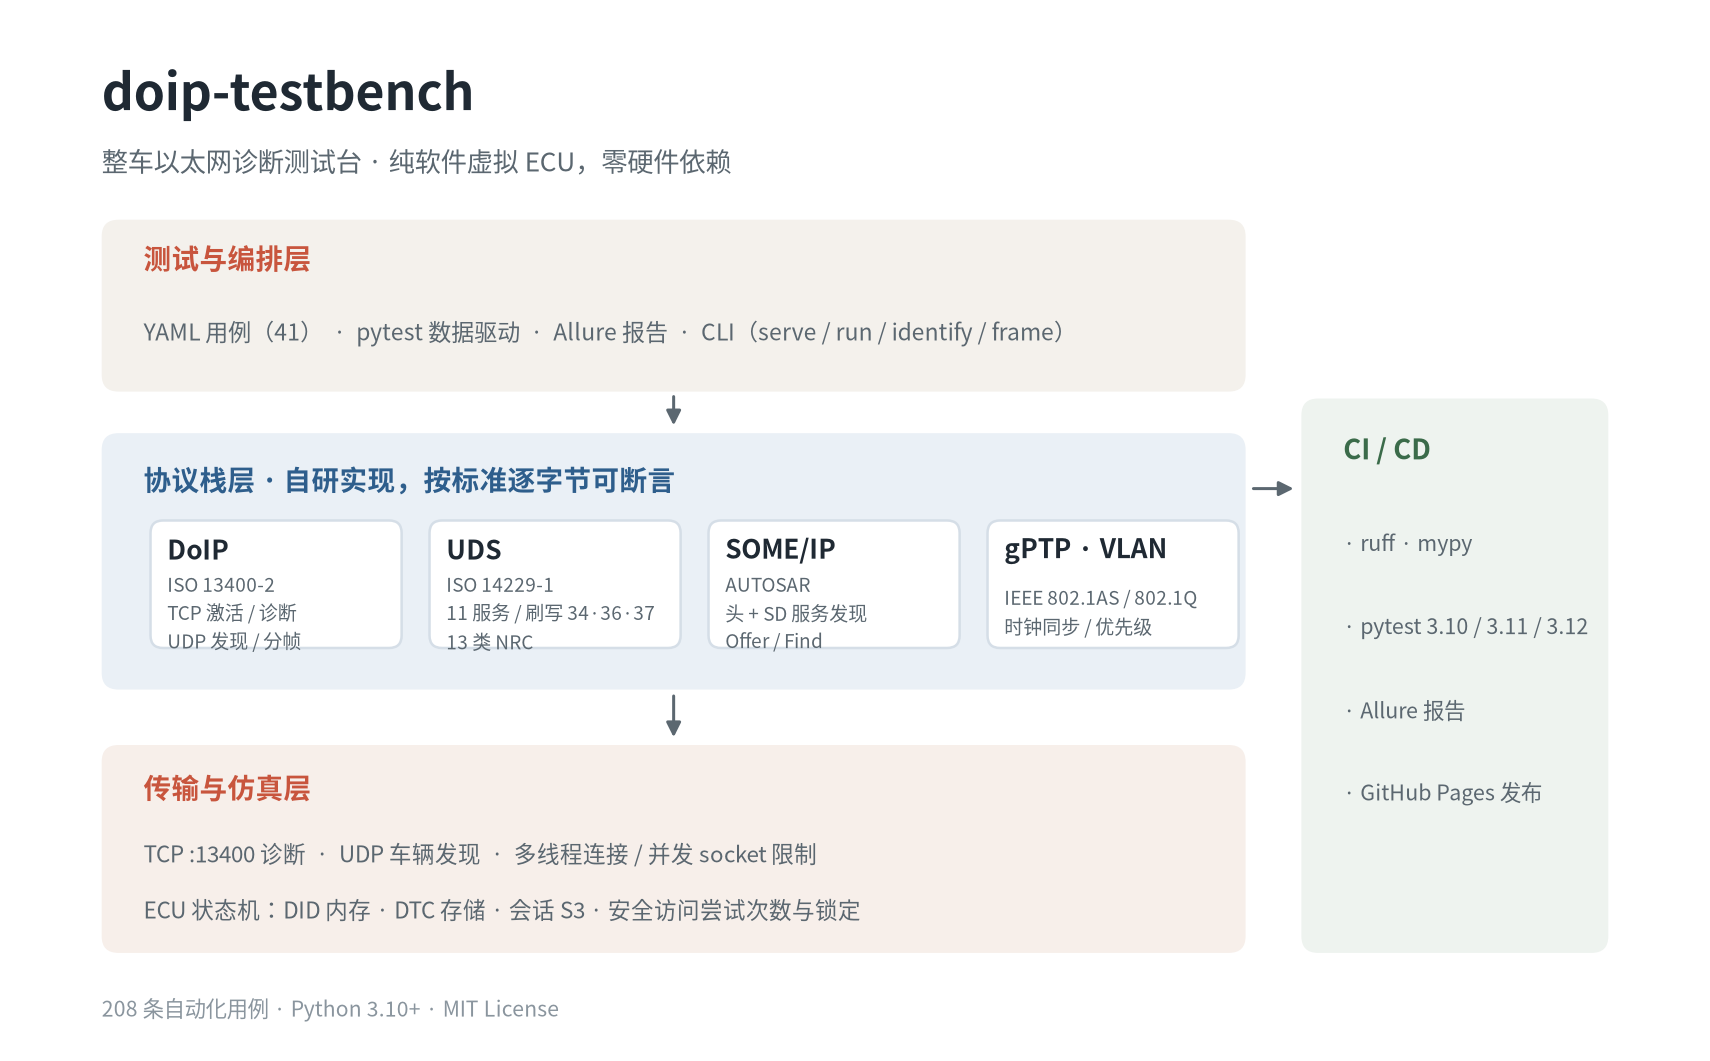 doip-testbench
整车以太网诊断测试台 · 纯软件虚拟 ECU，零硬件依赖
测试与编排层
YAML 用例（41） · pytest 数据驱动 · Allure 报告 · CLI（serve / run / identify / frame）
协议栈层 · 自研实现，按标准逐字节可断言
DoIP
ISO 13400-2
TCP 激活 / 诊断
UDP 发现 / 分帧
UDS
ISO 14229-1
11 服务 / 刷写 34·36·37
13 类 NRC
SOME/IP
AUTOSAR
头 + SD 服务发现
Offer / Find
gPTP · VLAN
IEEE 802.1AS / 802.1Q
时钟同步 / 优先级
CI / CD
· ruff · mypy
· pytest 3.10 / 3.11 / 3.12
· Allure 报告
· GitHub Pages 发布
传输与仿真层
TCP :13400 诊断 · UDP 车辆发现 · 多线程连接 / 并发 socket 限制
ECU 状态机：DID 内存 · DTC 存储 · 会话 S3 · 安全访问尝试次数与锁定
208 条自动化用例 · Python 3.10+ · MIT License